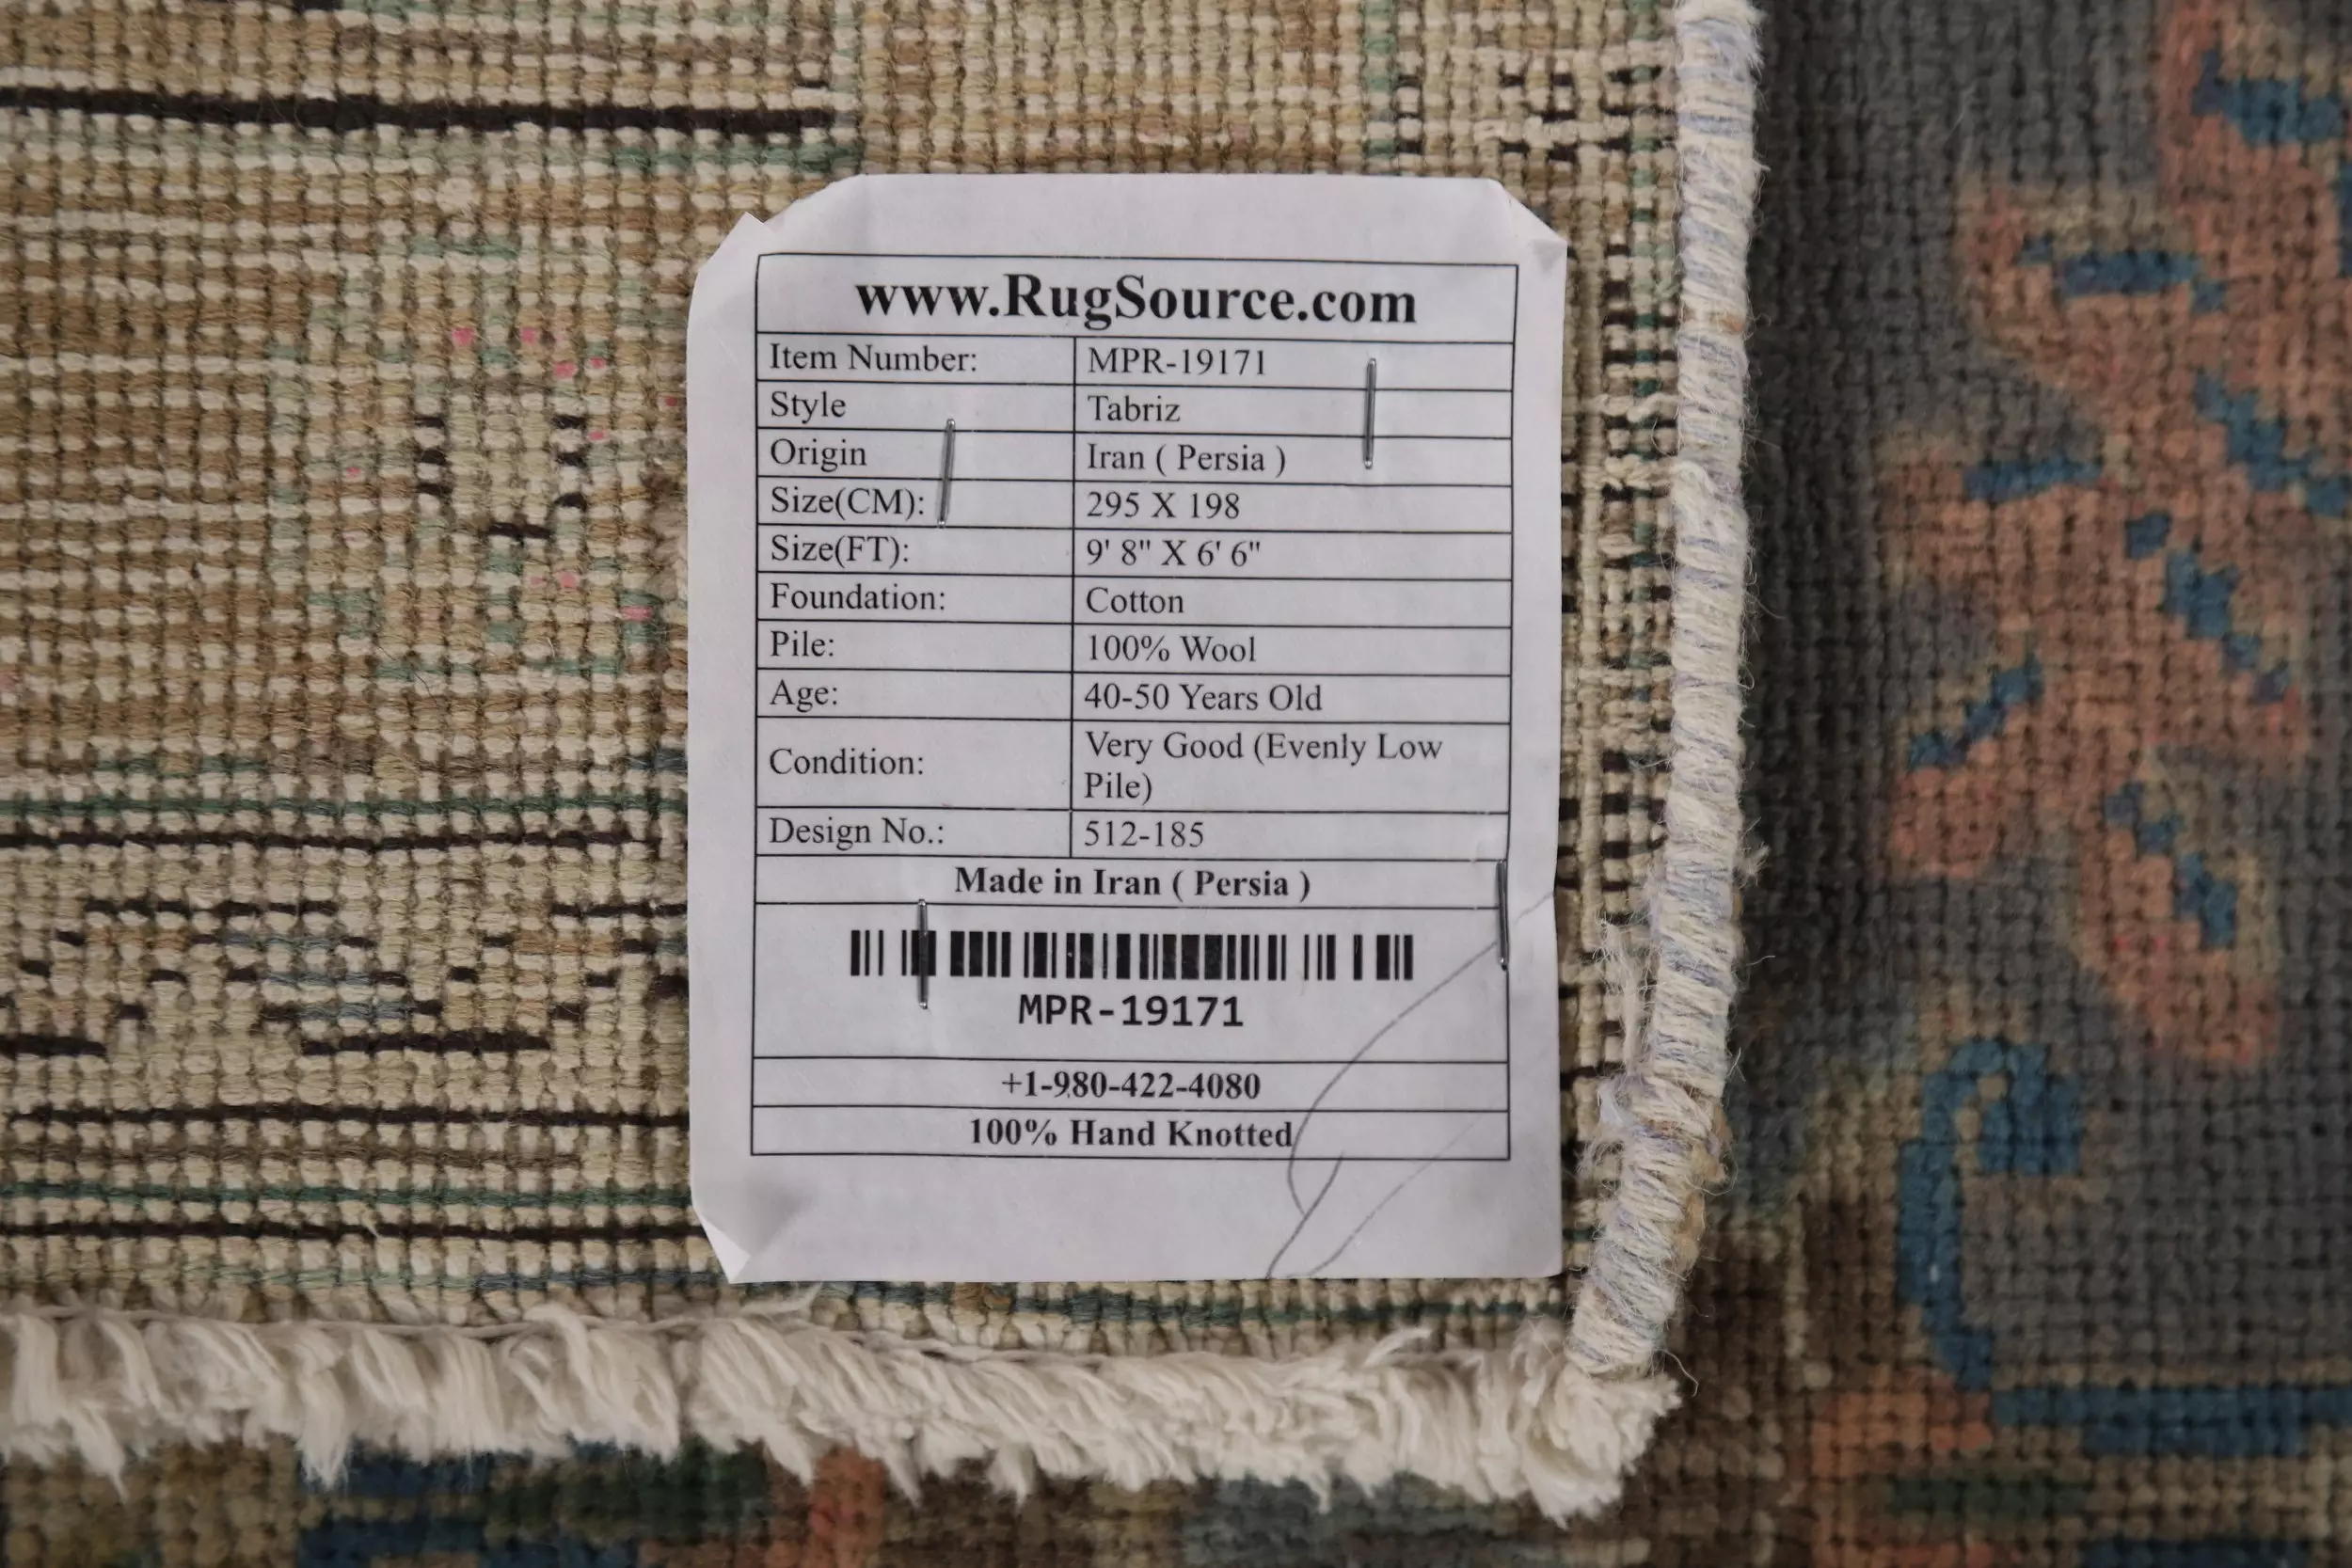 www.RugSource.com
Item Number: MPR-19171
Style Tabriz
Origin Iran ( Persia )
Size(CM): 295 X 198
Size(FT): 9' 8" X 6' 6"
Foundation: Cotton
Pile: 100% Wool
Age: 40-50 Years Old
Condition: Very Good (Evenly Low
Pile)
Design No.: 512-185
Made in Iran ( Persia )
MPR-19171
+1-980-422-4080
100% Hand Knotted